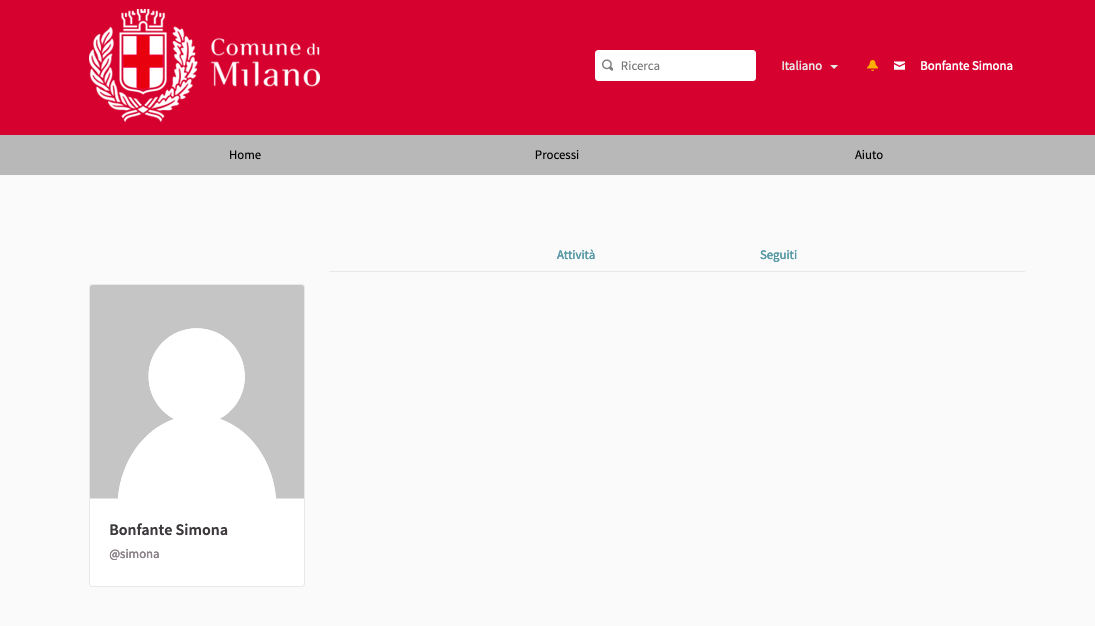 Comune di
Milano
Ricerca
Italiano
Bonfante Simona
Home
Processi
Aiuto
Attività
Seguiti
Bonfante Simona
@simona